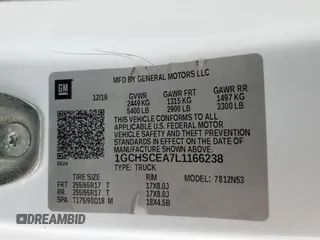 GM
MFD BY GENERAL MOTORS LLC
12/19 GVWR GAWR FRT GAWR RR
2449 KG 1315 KG 1497 KG
5400 LB 2900 LB 3300 LB
THIS VEHICLE CONFORMS TO ALL APPLICABLE
U.S. FEDERAL MOTOR VEHICLE SAFETY AND
THEFT PREVENTION STANDARDS IN EFFECT
ON THE DATE OF MANUFACTURE SHOWN ABOVE.
1GCHSCEA7L1166238
TYPE: TRUCK
7812N53
TIRE SIZE RIM
FRT 255/65R17 T 17X8.0J
RR 255/65R17 T 17X8.0J
SPA T175/90D18 M 18X4.5B
DREAMBID